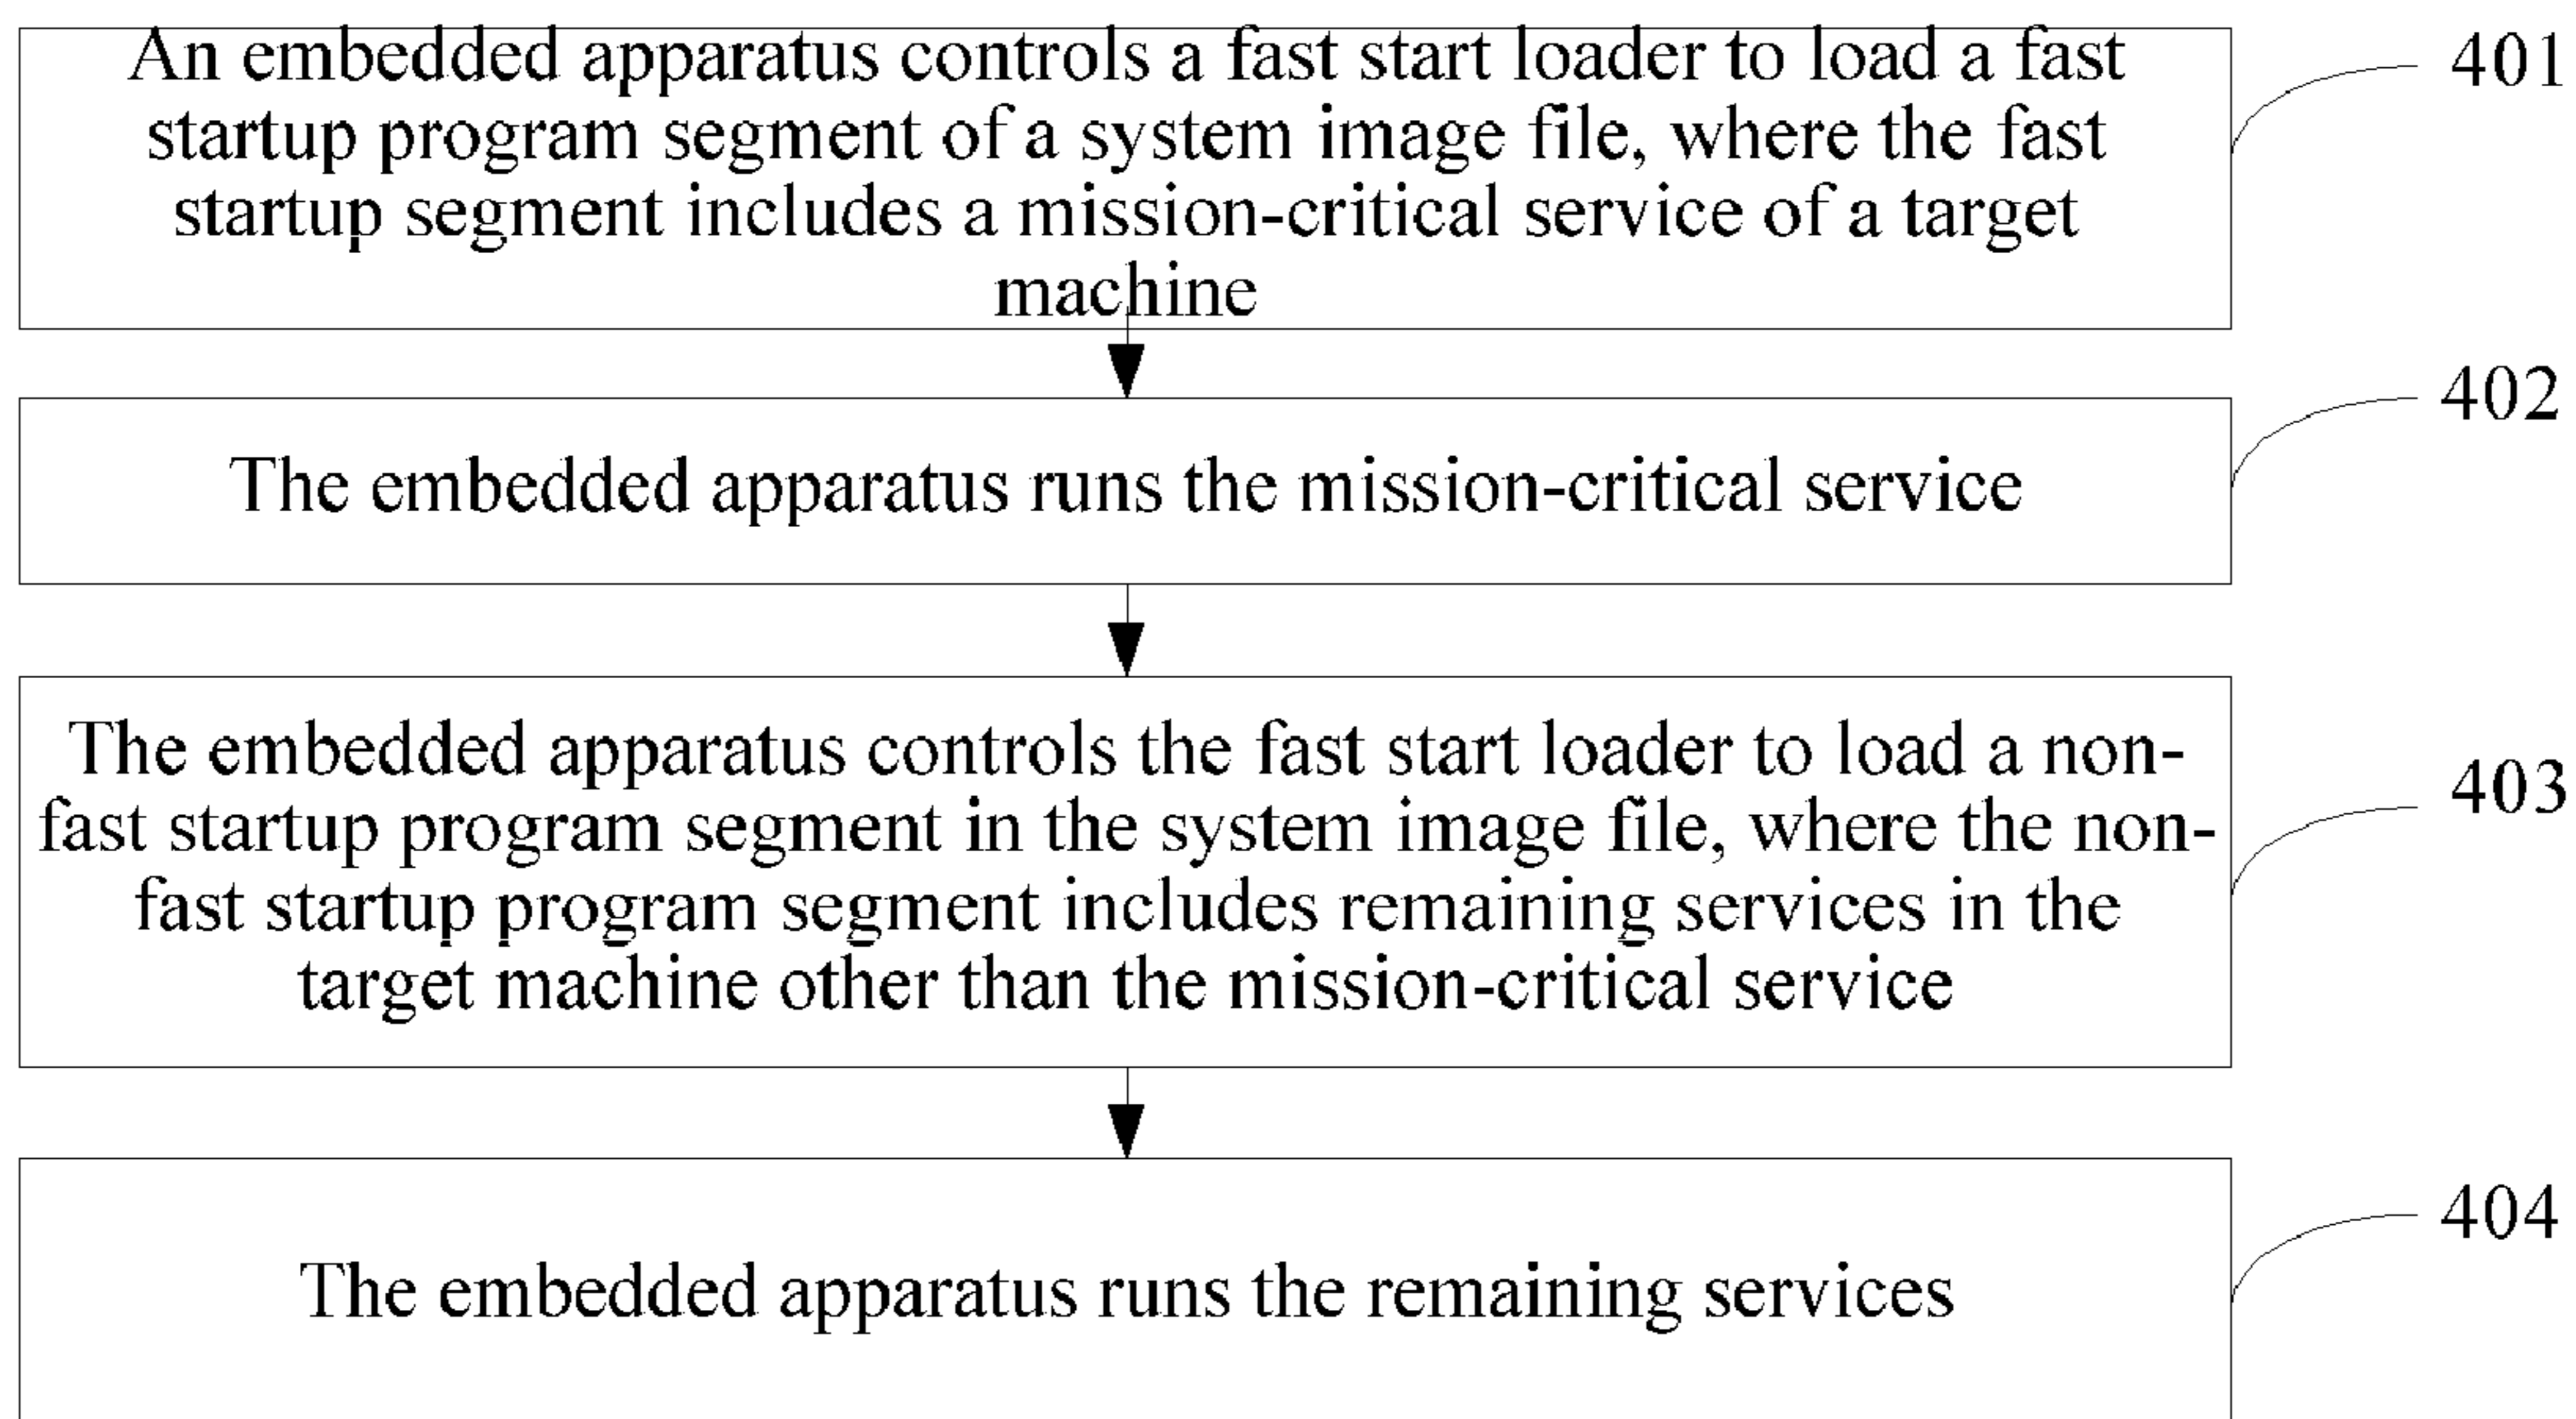 An embedded apparatus controls a fast start loader to load a fast
startup program segment of a system image file, where the fast
startup segment includes a mission-critical service of a target
machine
401
The embedded apparatus runs the mission-critical service
402
The embedded apparatus controls the fast start loader to load a non-
fast startup program segment in the system image file, where the non-
fast startup program segment includes remaining services in the
target machine other than the mission-critical service
403
The embedded apparatus runs the remaining services
404